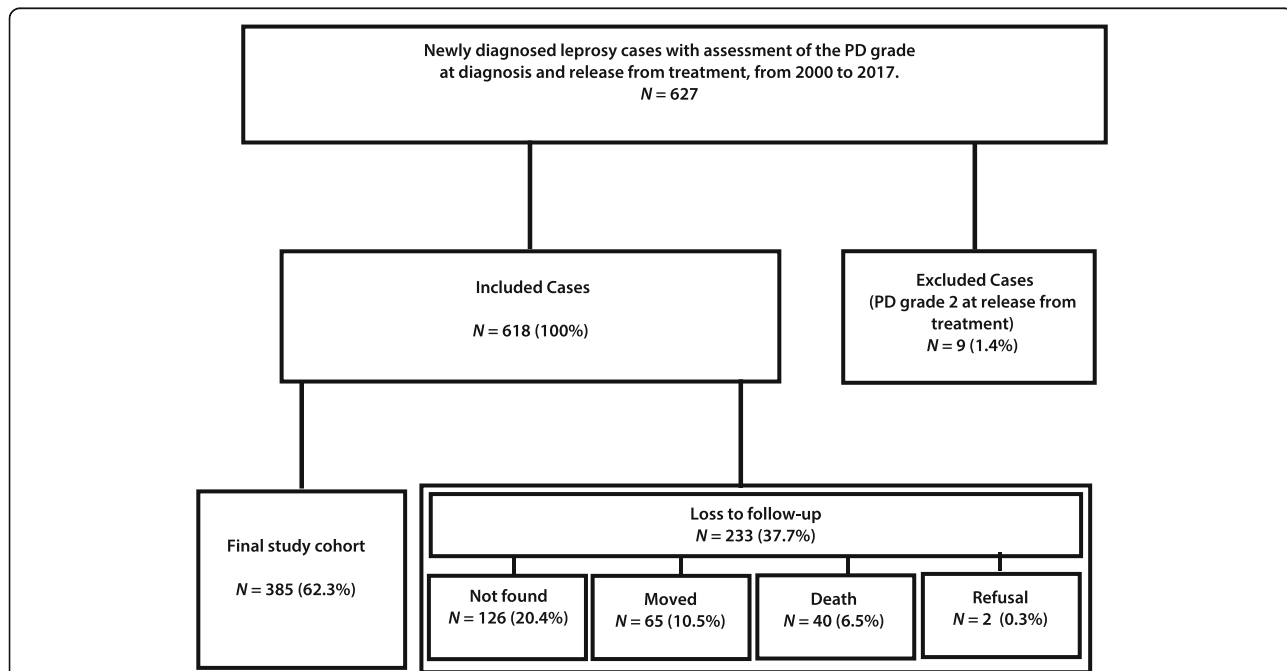 Newly diagnosed leprosy cases with assessment of the PD grade
at diagnosis and release from treatment, from 2000 to 2017.
N = 627
Included Cases
N = 618 (100%)
Excluded Cases
(PD grade 2 at release from
treatment)
N = 9 (1.4%)
Final study cohort
N = 385 (62.3%)
Loss to follow-up
N = 233 (37.7%)
Not found
N = 126 (20.4%)
Moved
N = 65 (10.5%)
Death
N = 40 (6.5%)
Refusal
N = 2 (0.3%)